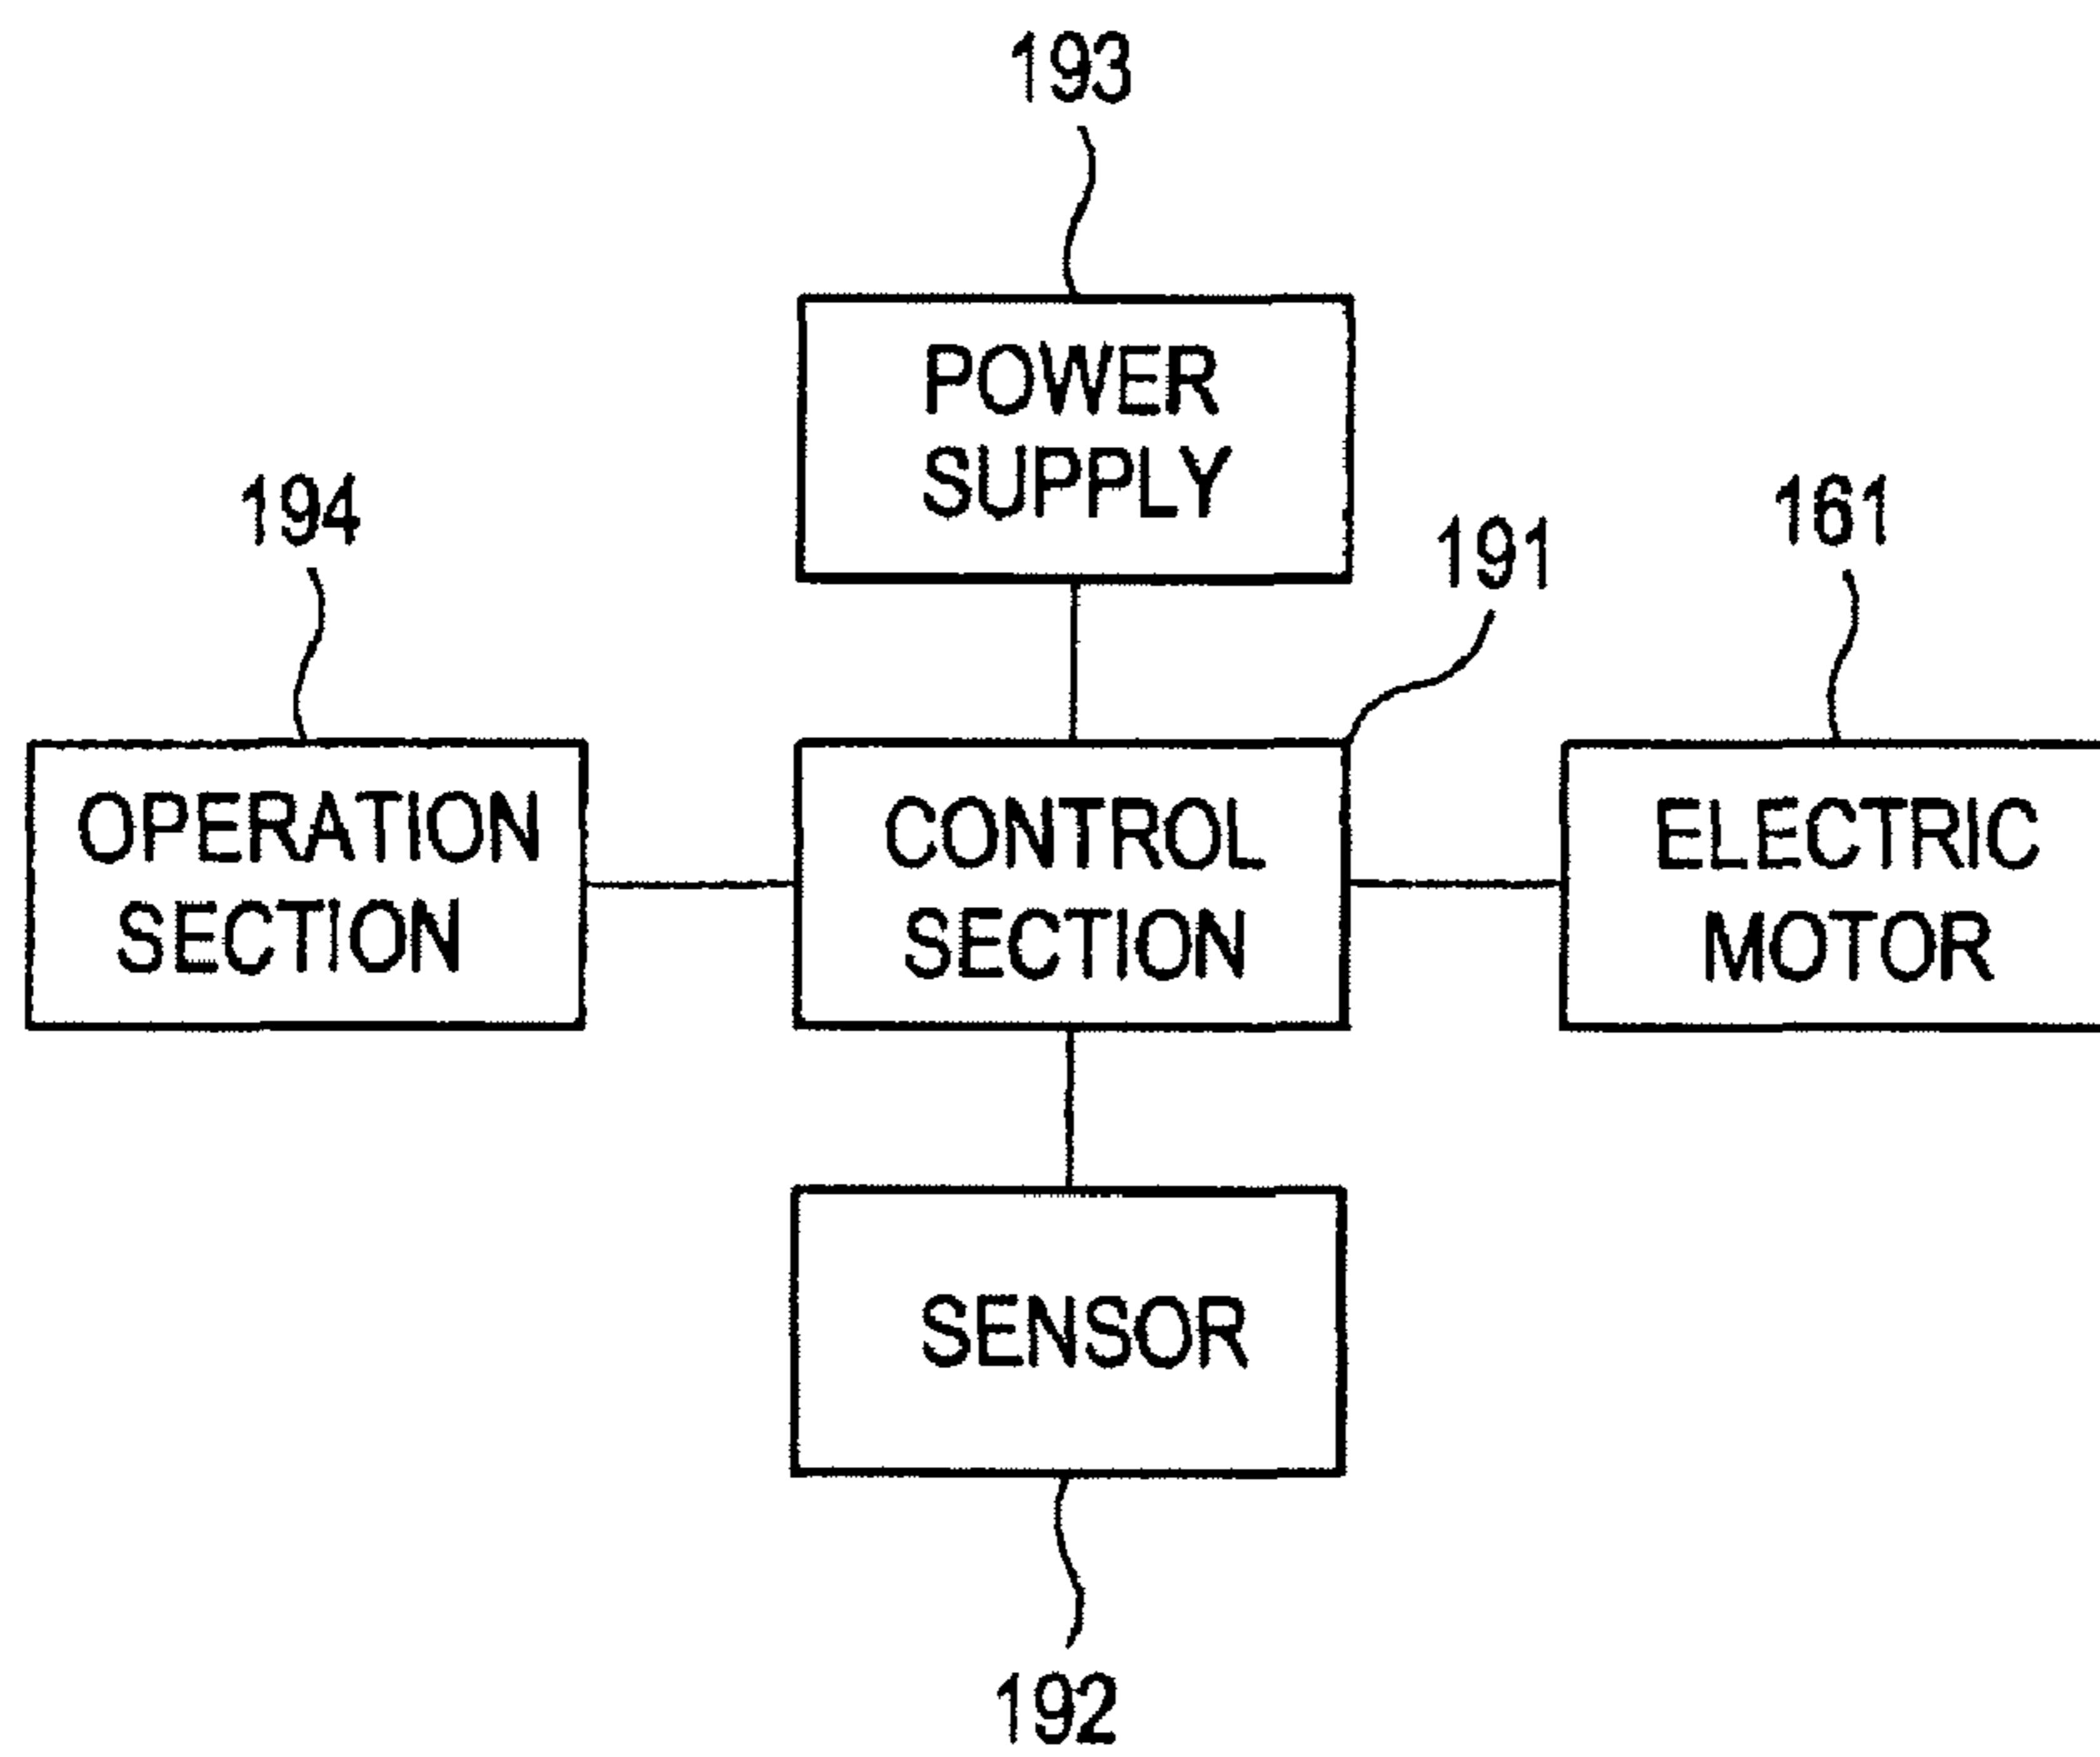 193
POWER
SUPPLY
194
191
161
OPERATION
SECTION
CONTROL
SECTION
ELECTRIC
MOTOR
SENSOR
192